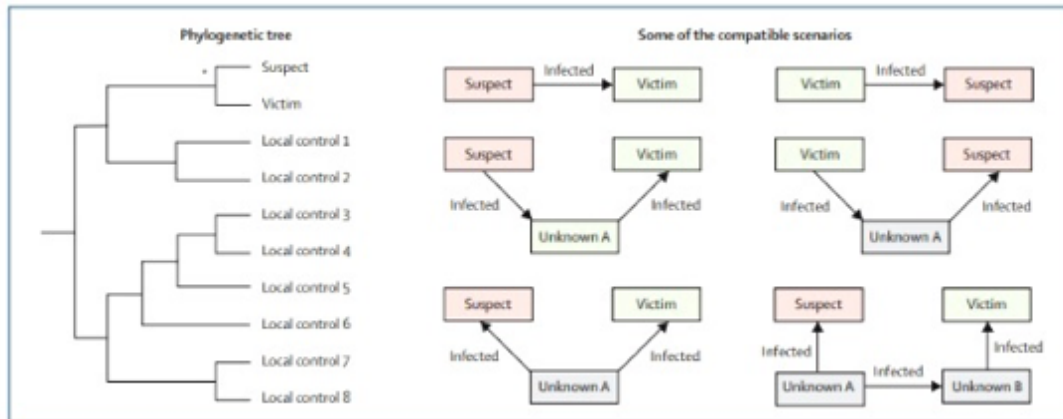 Phylogenetic tree
Suspect
Victim
Local control 1
Local control 2
Local control 3
Local control 4
Local control 5
Local control 6
Local control 7
Local control 8
Some of the compatible scenarios
Suspect Infected Victim
Victim Infected Suspect
Suspect Victim
Infected Infected
Unknown A
Victim Suspect
Infected Infected
Unknown A
Suspect Victim
Infected Infected
Unknown A
Suspect Victim
Infected Infected Infected
Unknown A Unknown B